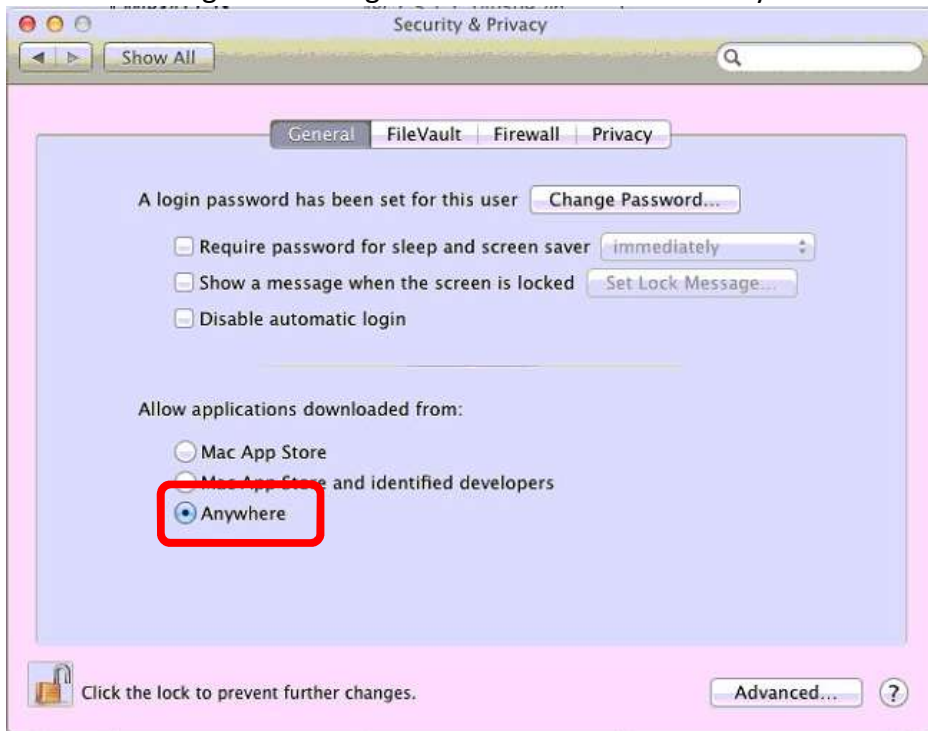 Security & Privacy
Show All
General FileVault Firewall Privacy
A login password has been set for this user Change Password...
Require password for sleep and screen saver immediately
Show a message when the screen is locked Set Lock Message...
Disable automatic login
Allow applications downloaded from:
Mac App Store
Mac App Store and identified developers
Anywhere
Click the lock to prevent further changes. Advanced... ?